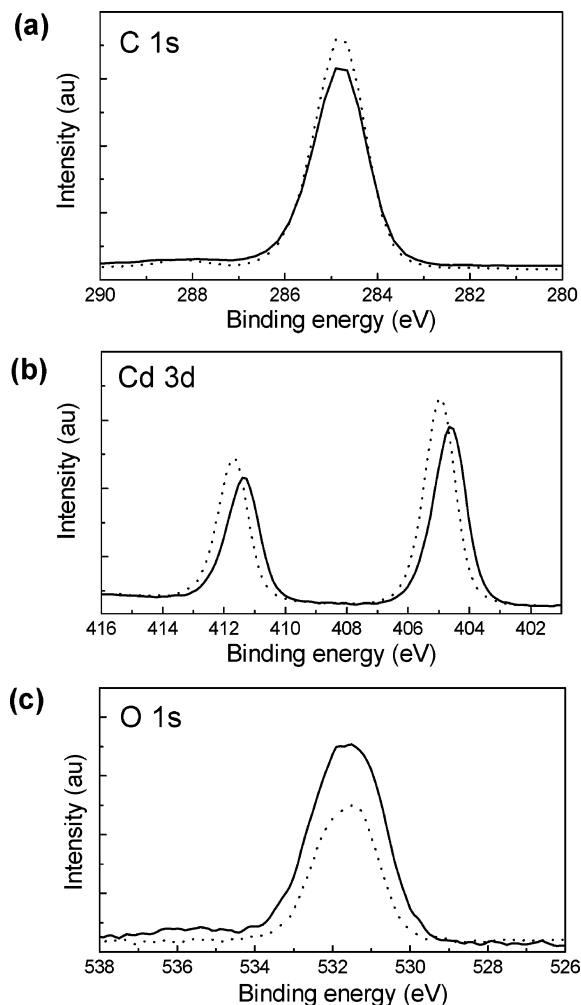 (a)
C 1s
Intensity (au)
290 288 286 284 282 280
Binding energy (eV)
(b)
Cd 3d
Intensity (au)
416 414 412 410 408 406 404 402
Binding energy (eV)
(c)
O 1s
Intensity (au)
538 536 534 532 530 528 526
Binding energy (eV)